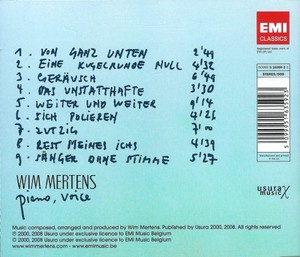 EMI
CLASSICS
1. VON GANZ UNTEN 2'49
2. EINE KUGELRUNDE NULL 4'32
3. GERÄUSCH 6'49
4. DAS UNSTATTHAFTE 3'30
5. WEITER UND WEITER 9'14
6. SICH POLIEREN 4'26
7. ZUTZIG 7'00
8. REST MEINES ICHS 4'39
9. SÄNGER OHNE STIMME 5'27
WIM MERTENS
piano, voice
usura
Music composed, arranged and produced by Wim Mertens. Published by Usura 2000, 2008. All rights reserved
℗ 2000, 2008 Usura under exclusive licence to EMI Music Belgium.
© 2000, 2008 Usura under exclusive licence to EMI Music Belgium
www.wimmertens.be - www.emimusic.be